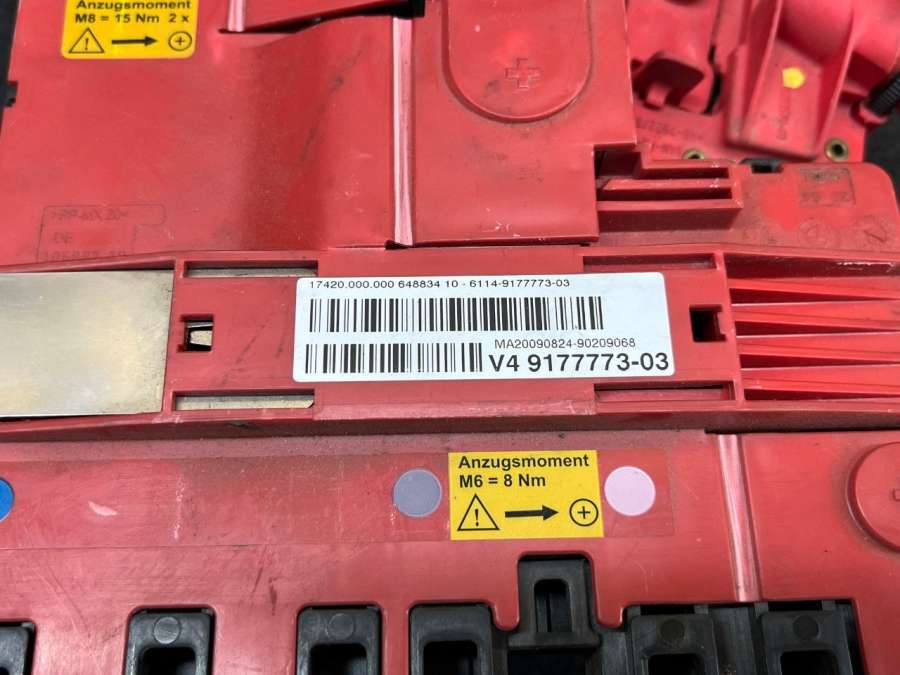 Anzugsmoment
M8 = 15 Nm 2 x
17420.000.000 648834 10 - 6114-9177773-03
MA20090824-90209068
V4 9177773-03
Anzugsmoment
M6 = 8 Nm